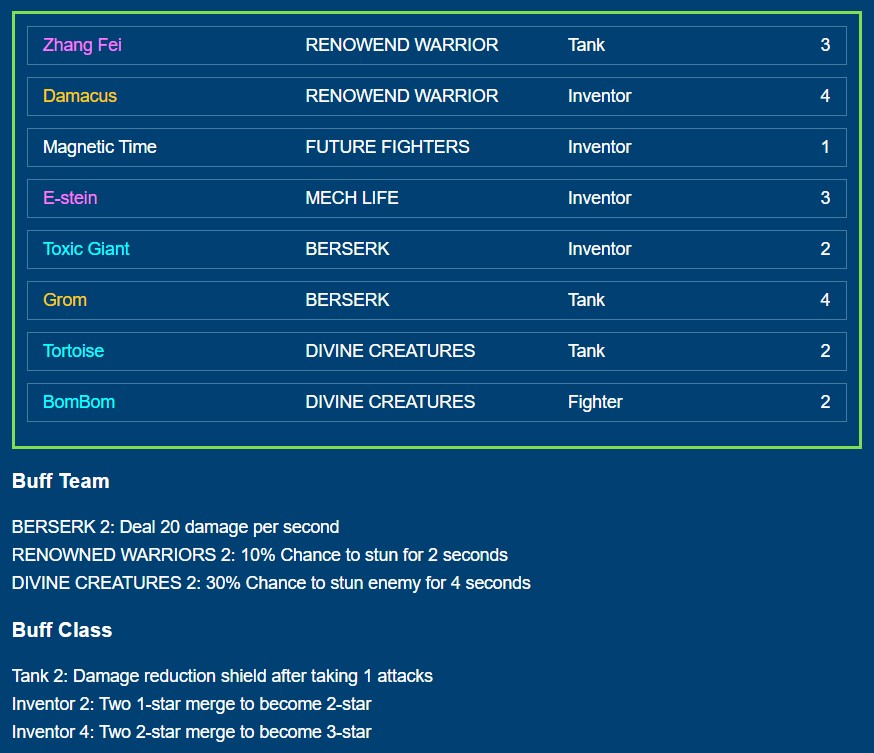 Zhang Fei RENOWEND WARRIOR Tank 3
Damacus RENOWEND WARRIOR Inventor 4
Magnetic Time FUTURE FIGHTERS Inventor 1
E-stein MECH LIFE Inventor 3
Toxic Giant BERSERK Inventor 2
Grom BERSERK Tank 4
Tortoise DIVINE CREATURES Tank 2
BomBom DIVINE CREATURES Fighter 2
Buff Team
BERSERK 2: Deal 20 damage per second
RENOWNED WARRIORS 2: 10% Chance to stun for 2 seconds
DIVINE CREATURES 2: 30% Chance to stun enemy for 4 seconds
Buff Class
Tank 2: Damage reduction shield after taking 1 attacks
Inventor 2: Two 1-star merge to become 2-star
Inventor 4: Two 2-star merge to become 3-star